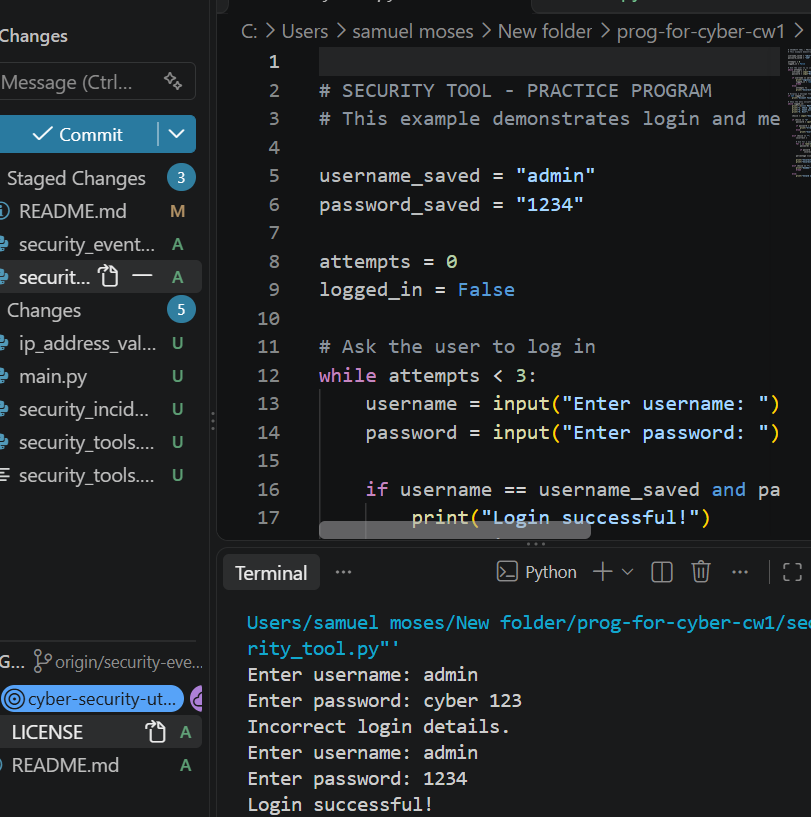 Changes
Message (Ctrl...
Commit
Staged Changes 3
README.md M
security_event... A
securit... A
Changes 5
ip_address_val... U
main.py U
security_incid... U
security_tools.... U
security_tools.... U
G... origin/security-eve...
cyber-security-ut...
LICENSE A
README.md A
C: > Users > samuel moses > New folder > prog-for-cyber-cw1 >
1
2 # SECURITY TOOL - PRACTICE PROGRAM
3 # This example demonstrates login and me
4
5 username_saved = "admin"
6 password_saved = "1234"
7
8 attempts = 0
9 logged_in = False
10
11 # Ask the user to log in
12 while attempts < 3:
13 username = input("Enter username: ")
14 password = input("Enter password: ")
15
16 if username == username_saved and pa
17 print("Login successful!")
Terminal ... Python ...
Users/samuel moses/New folder/prog-for-cyber-cw1/sec
rity_tool.py"'
Enter username: admin
Enter password: cyber 123
Incorrect login details.
Enter username: admin
Enter password: 1234
Login successful!